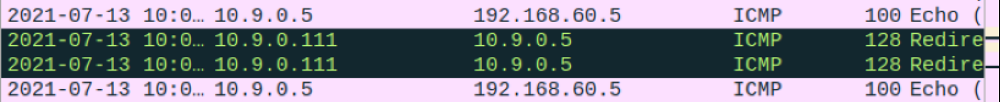 2021-07-13 10:0… 10.9.0.5 192.168.60.5 ICMP 100 Echo (
2021-07-13 10:0… 10.9.0.111 10.9.0.5 ICMP 128 Redire
2021-07-13 10:0… 10.9.0.111 10.9.0.5 ICMP 128 Redire
2021-07-13 10:0… 10.9.0.5 192.168.60.5 ICMP 100 Echo (